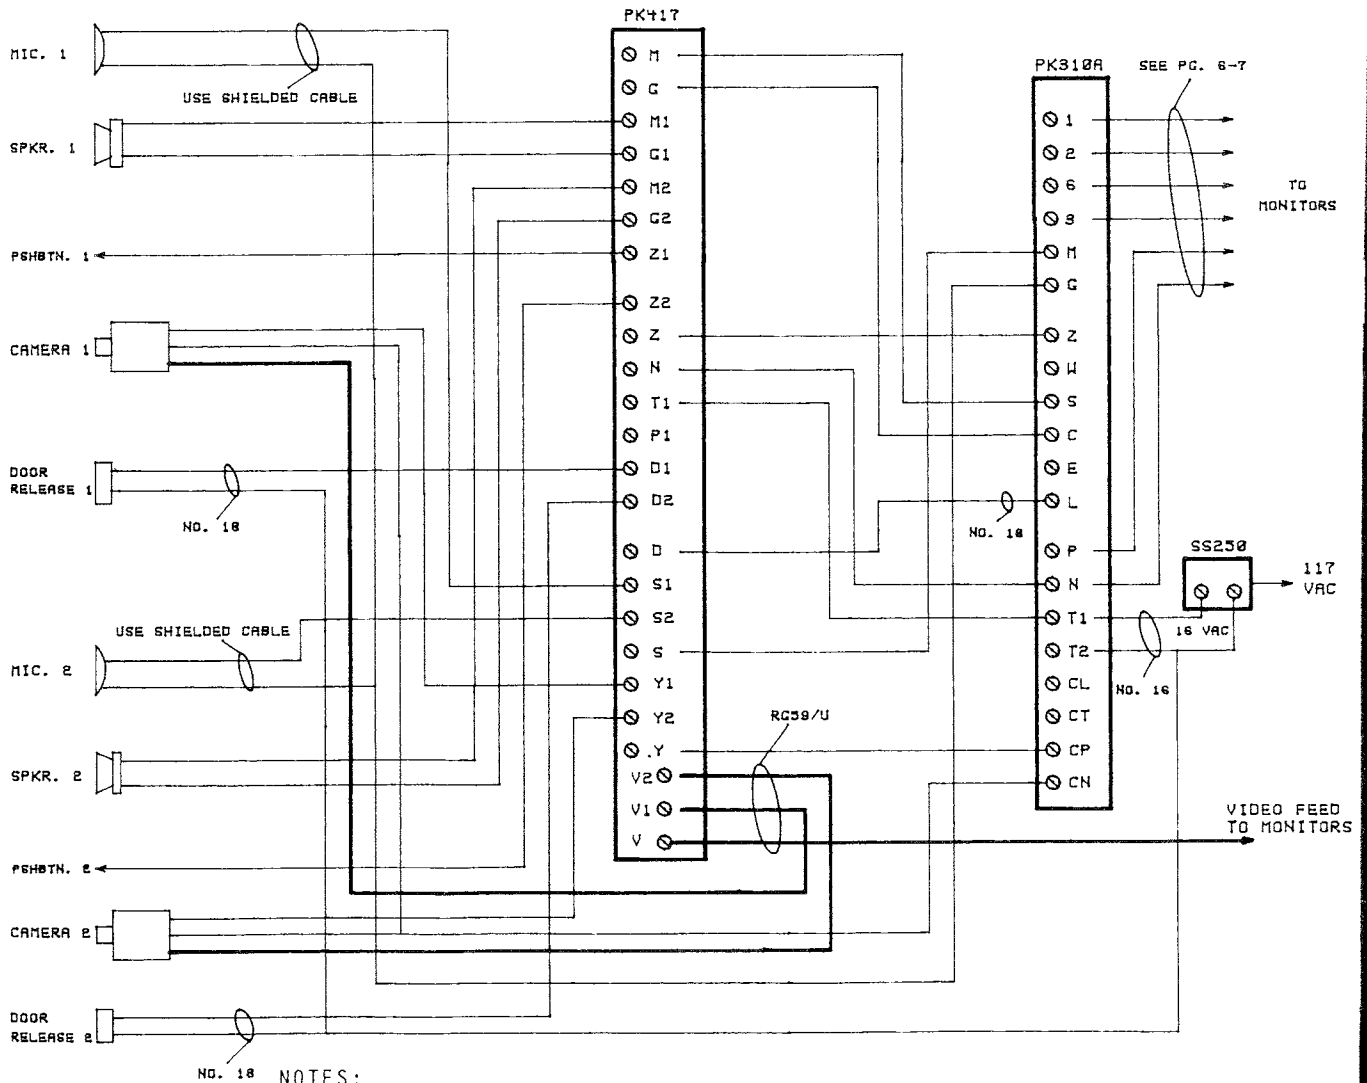 PK417
MIC. 1
USE SHIELDED CABLE
SPKR. 1
PSHBTN. 1
CAMERA 1
DOOR
RELEASE 1
NO. 18
USE SHIELDED CABLE
MIC. 2
SPKR. 2
PSHBTN. 2
CAMERA 2
DOOR
RELEASE 2
NO. 18
NOTES:
M
G
M1
G1
M2
G2
Z1
Z2
Z
N
T1
P1
D1
D2
D
S1
S2
S
Y1
Y2
.Y
V2
V1
V
RG59/U
PK310A
1
2
6
3
M
G
Z
W
S
C
E
L
P
N
T1
T2
CL
CT
CP
CN
NO. 18
SEE PG. 6-7
TO
MONITORS
SS250
117
VAC
16 VAC
NO. 16
VIDEO FEED
TO MONITORS